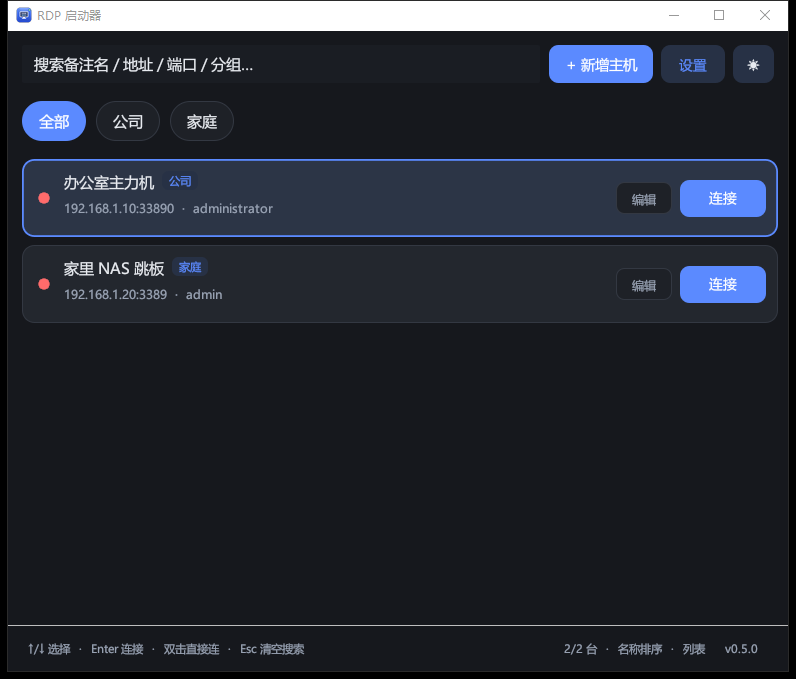 RDP 启动器
搜索备注名 / 地址 / 端口 / 分组... + 新增主机 设置
全部 公司 家庭
办公室主力机 公司
192.168.1.10:33890 · administrator
编辑 连接
家里 NAS 跳板 家庭
192.168.1.20:3389 · admin
编辑 连接
↑/↓ 选择 · Enter 连接 · 双击直接连 · Esc 清空搜索 2/2 台 · 名称排序 · 列表 v0.5.0